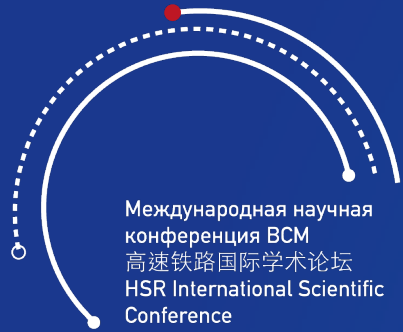 Международная научная
конференция ВСМ
高速铁路国际学术论坛
HSR International Scientific
Conference